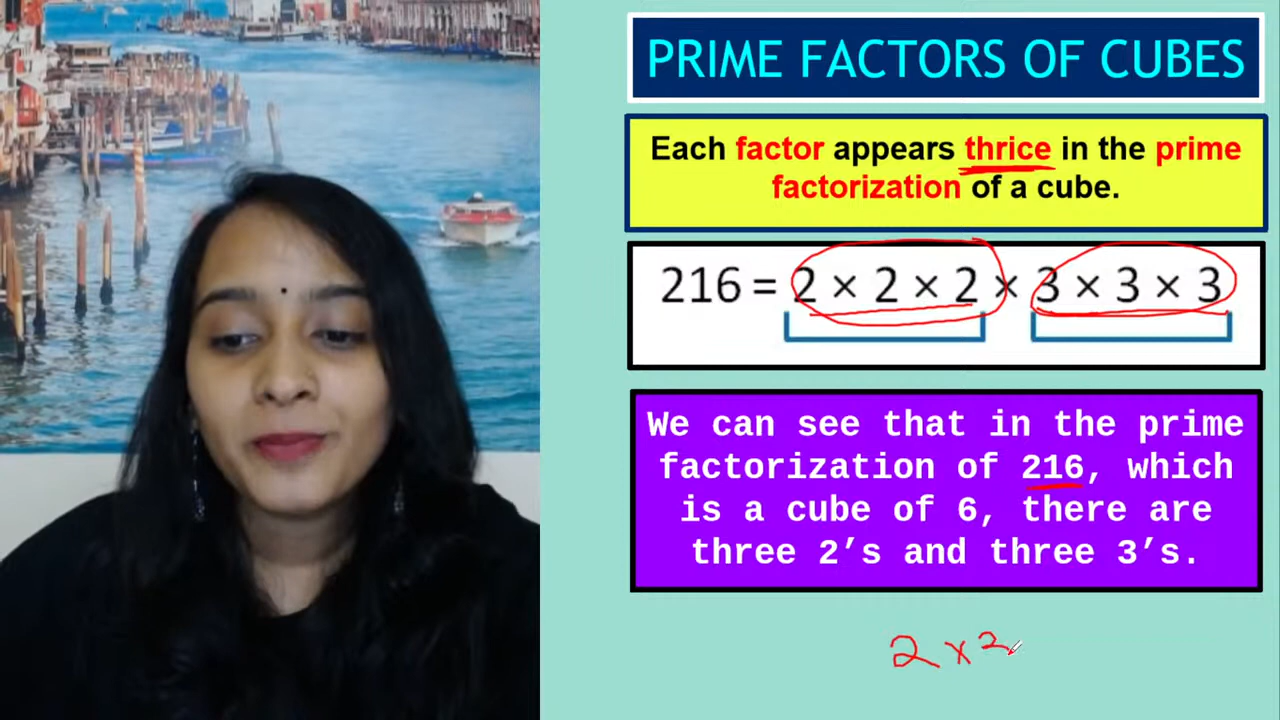 PRIME FACTORS OF CUBES
Each factor appears thrice in the prime
factorization of a cube.
216 = 2 × 2 × 2 × 3 × 3 × 3
We can see that in the prime
factorization of 216, which
is a cube of 6, there are
three 2’s and three 3’s.
2 ×